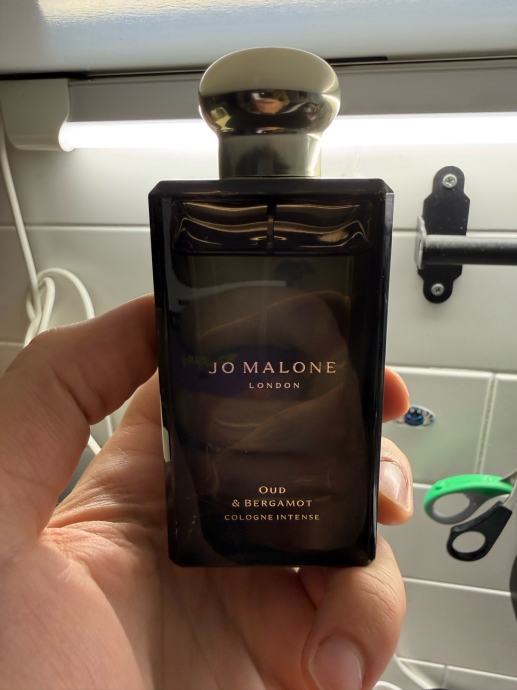 JO MALONE
LONDON
OUD
& BERGAMOT
COLOGNE INTENSE